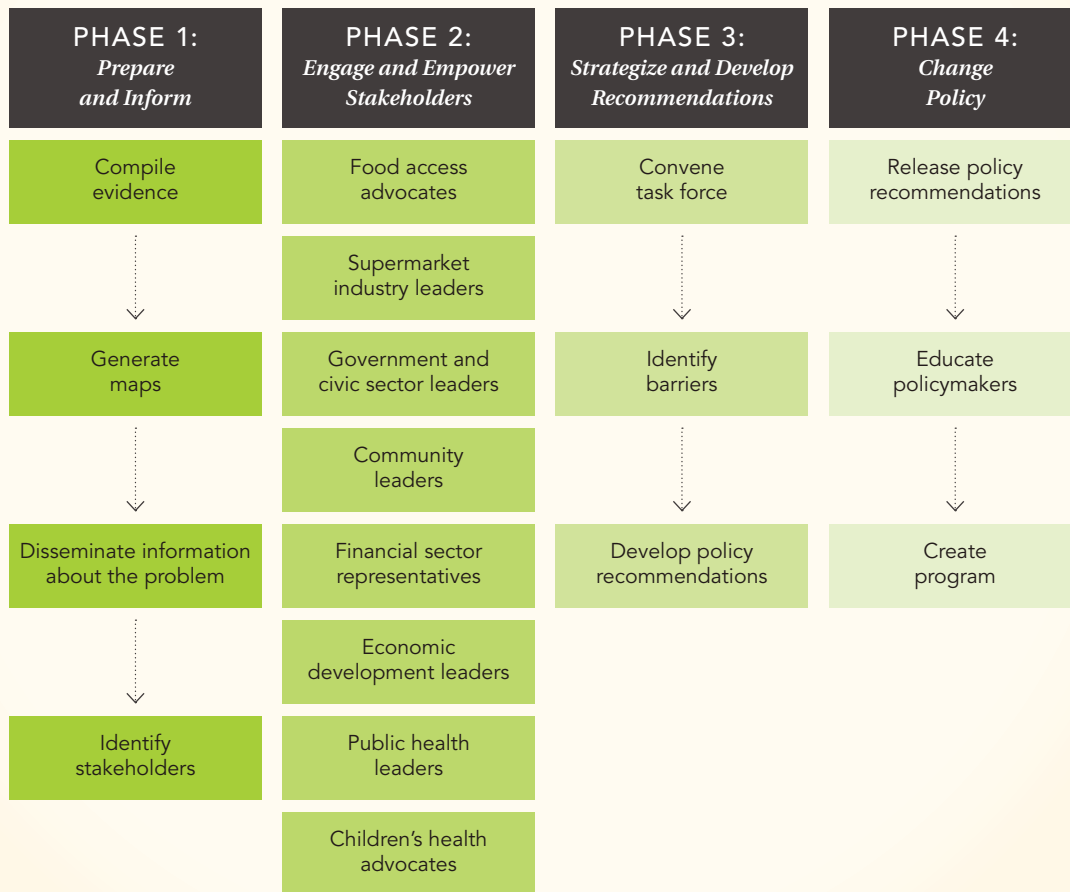 PHASE 1:
Prepare
and Inform
Compile
evidence
Generate
maps
Disseminate information
about the problem
Identify
stakeholders
PHASE 2:
Engage and Empower
Stakeholders
Food access
advocates
Supermarket
industry leaders
Government and
civic sector leaders
Community
leaders
Financial sector
representatives
Economic
development leaders
Public health
leaders
Children’s health
advocates
PHASE 3:
Strategize and Develop
Recommendations
Convene
task force
Identify
barriers
Develop policy
recommendations
PHASE 4:
Change
Policy
Release policy
recommendations
Educate
policymakers
Create
program